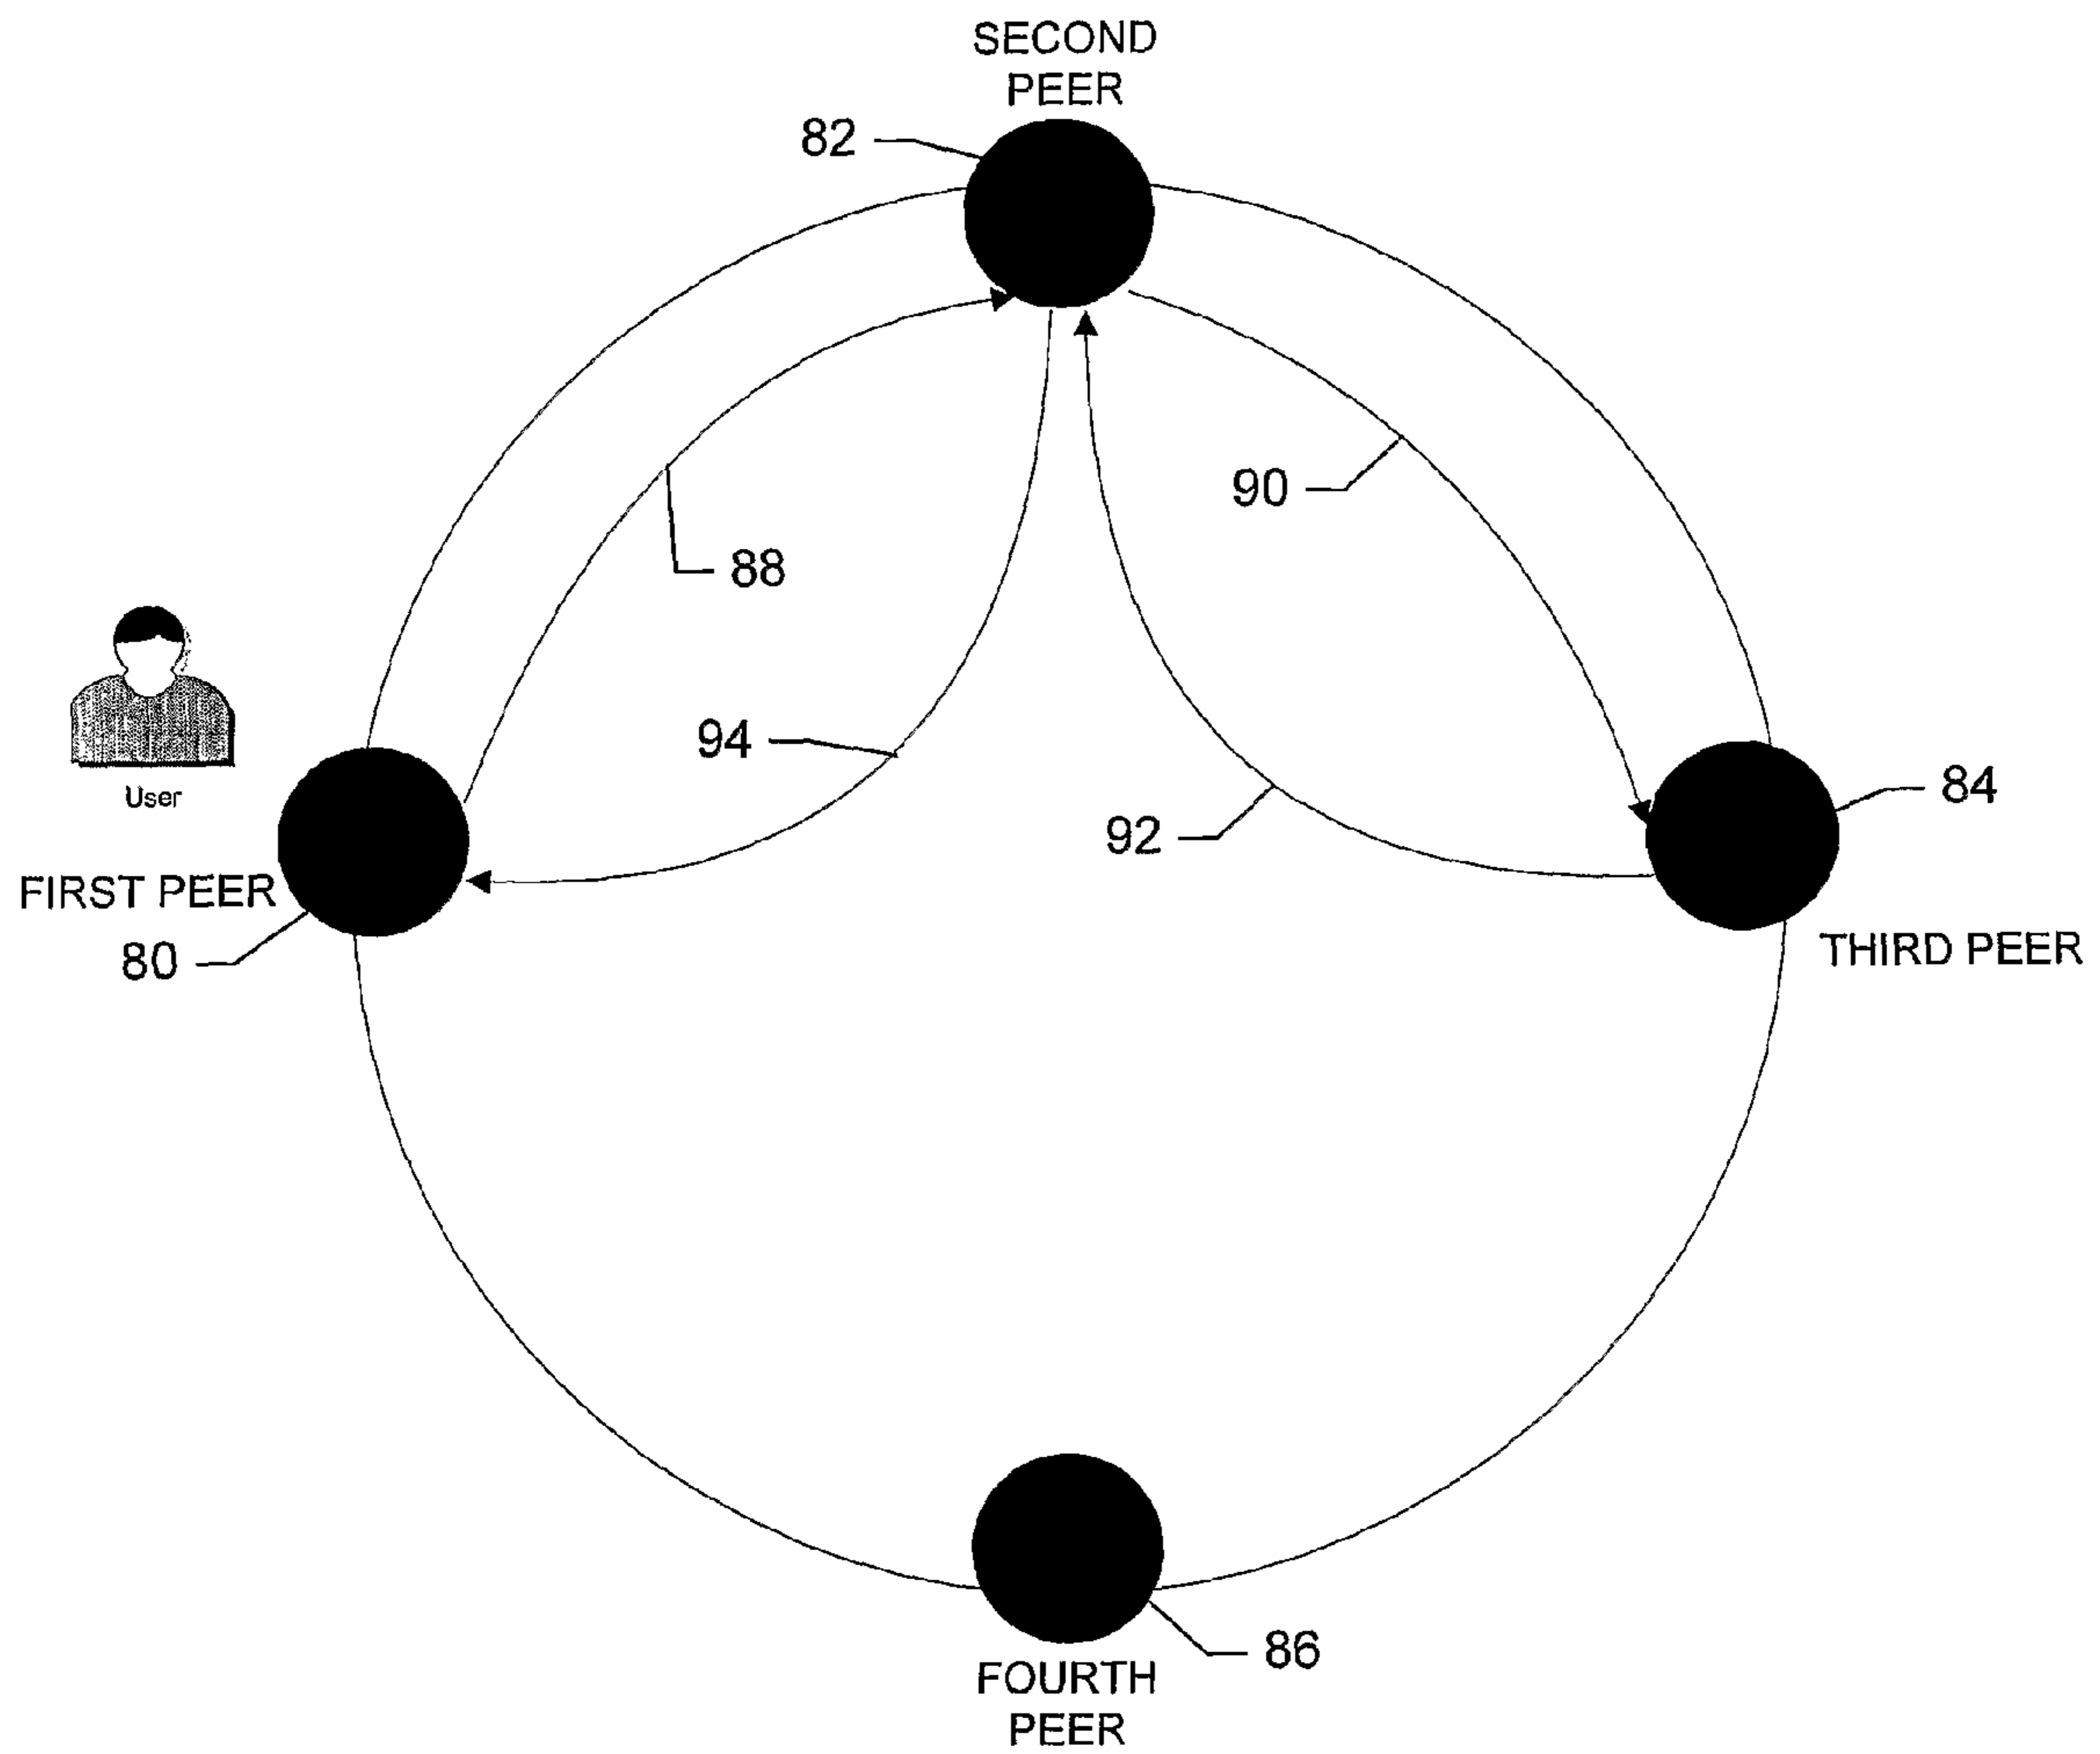 SECOND
PEER
82
90
88
User
94
84
92
FIRST PEER
80
THIRD PEER
86
FOURTH
PEER